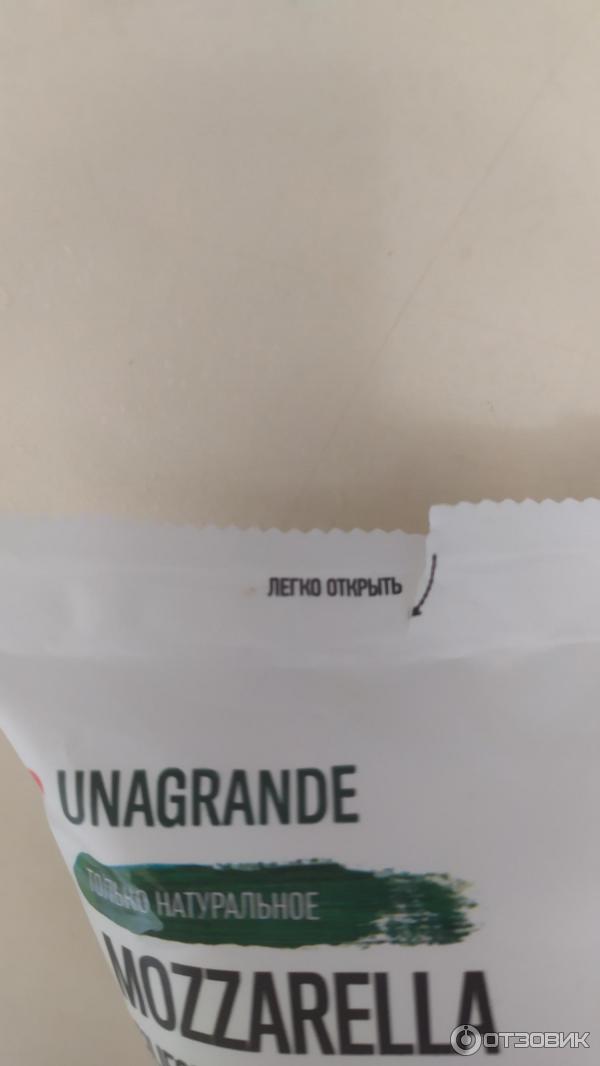 ЛЕГКО ОТКРЫТЬ
UNAGRANDE
ТОЛЬКО НАТУРАЛЬНОЕ
MOZZARELLA
ОТЗОВИК